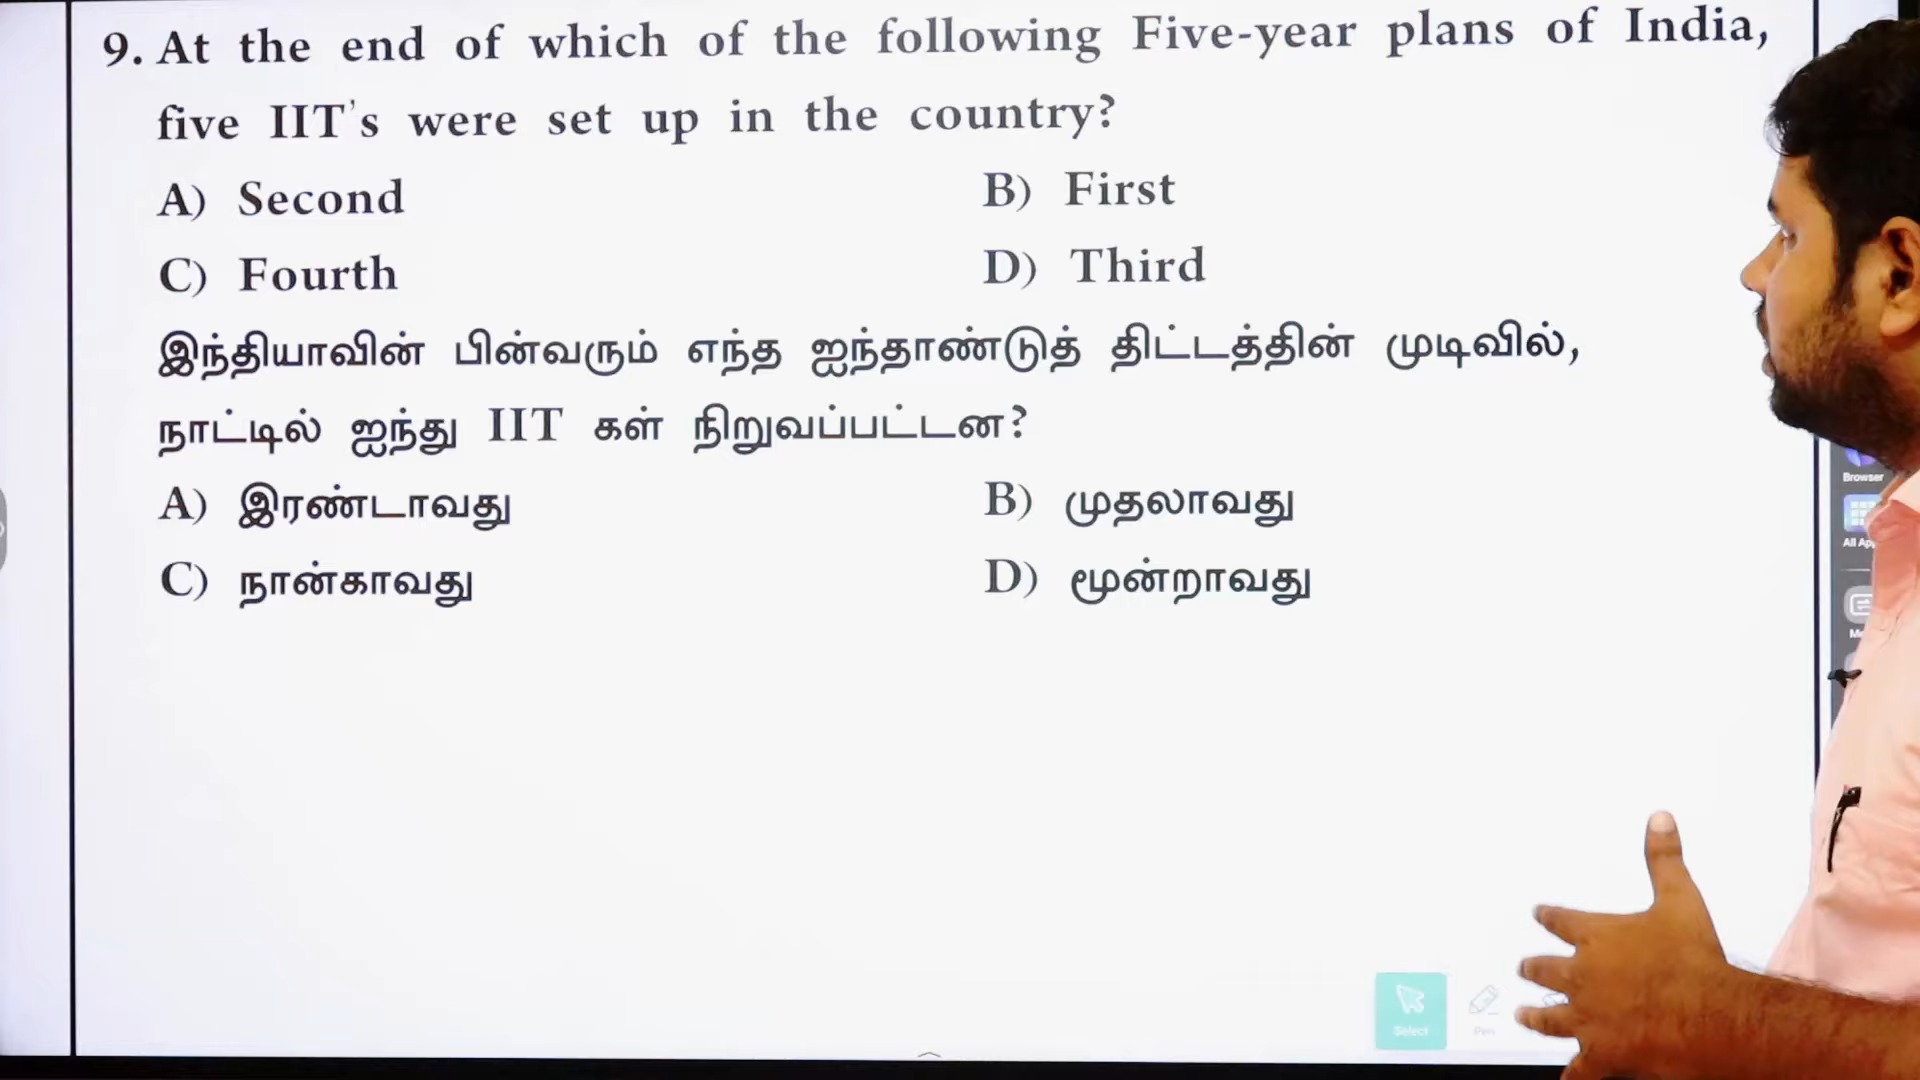 9. At the end of which of the following Five-year plans of India,
five IIT's were set up in the country?
A) Second B) First
C) Fourth D) Third
இந்தியாவின் பின்வரும் எந்த ஐந்தாண்டுத் திட்டத்தின் முடிவில்,
நாட்டில் ஐந்து IIT கள் நிறுவப்பட்டன?
A) இரண்டாவது B) முதலாவது
C) நான்காவது D) மூன்றாவது
Browser
Select Pen